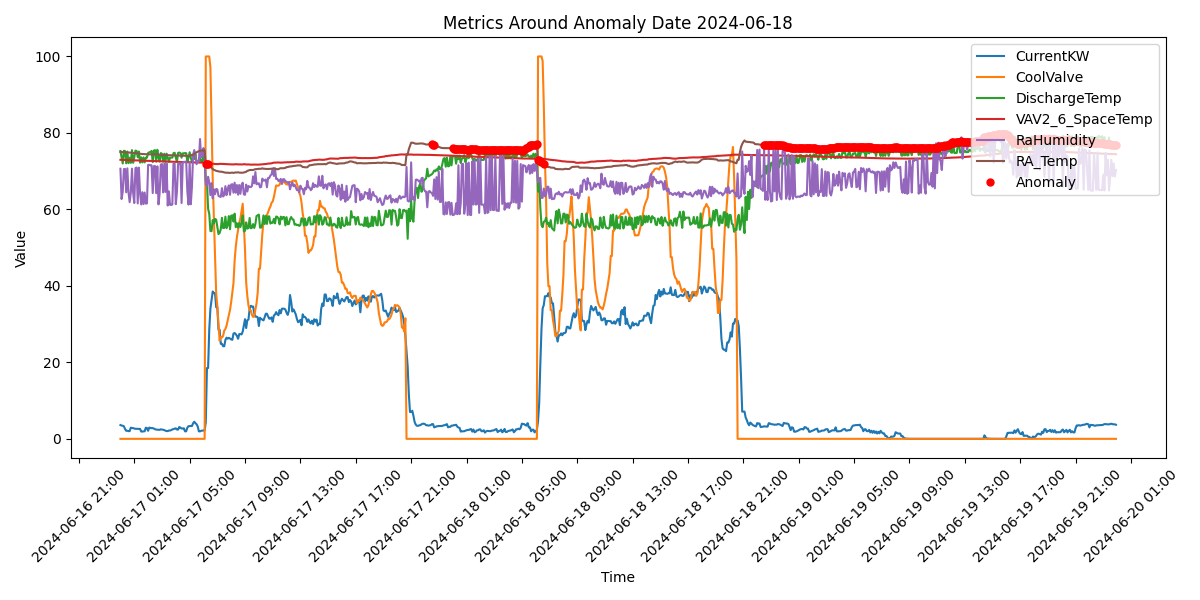 Metrics Around Anomaly Date 2024-06-18
100
80
60
40
20
0
Value
CurrentKW
CoolValve
DischargeTemp
VAV2_6_SpaceTemp
RaHumidity
RA_Temp
Anomaly
2024-06-16 21:00
2024-06-17 01:00
2024-06-17 05:00
2024-06-17 09:00
2024-06-17 13:00
2024-06-17 17:00
2024-06-17 21:00
2024-06-18 01:00
2024-06-18 05:00
2024-06-18 09:00
2024-06-18 13:00
2024-06-18 17:00
2024-06-18 21:00
2024-06-19 01:00
2024-06-19 05:00
2024-06-19 09:00
2024-06-19 13:00
2024-06-19 17:00
2024-06-19 21:00
2024-06-20 01:00
Time